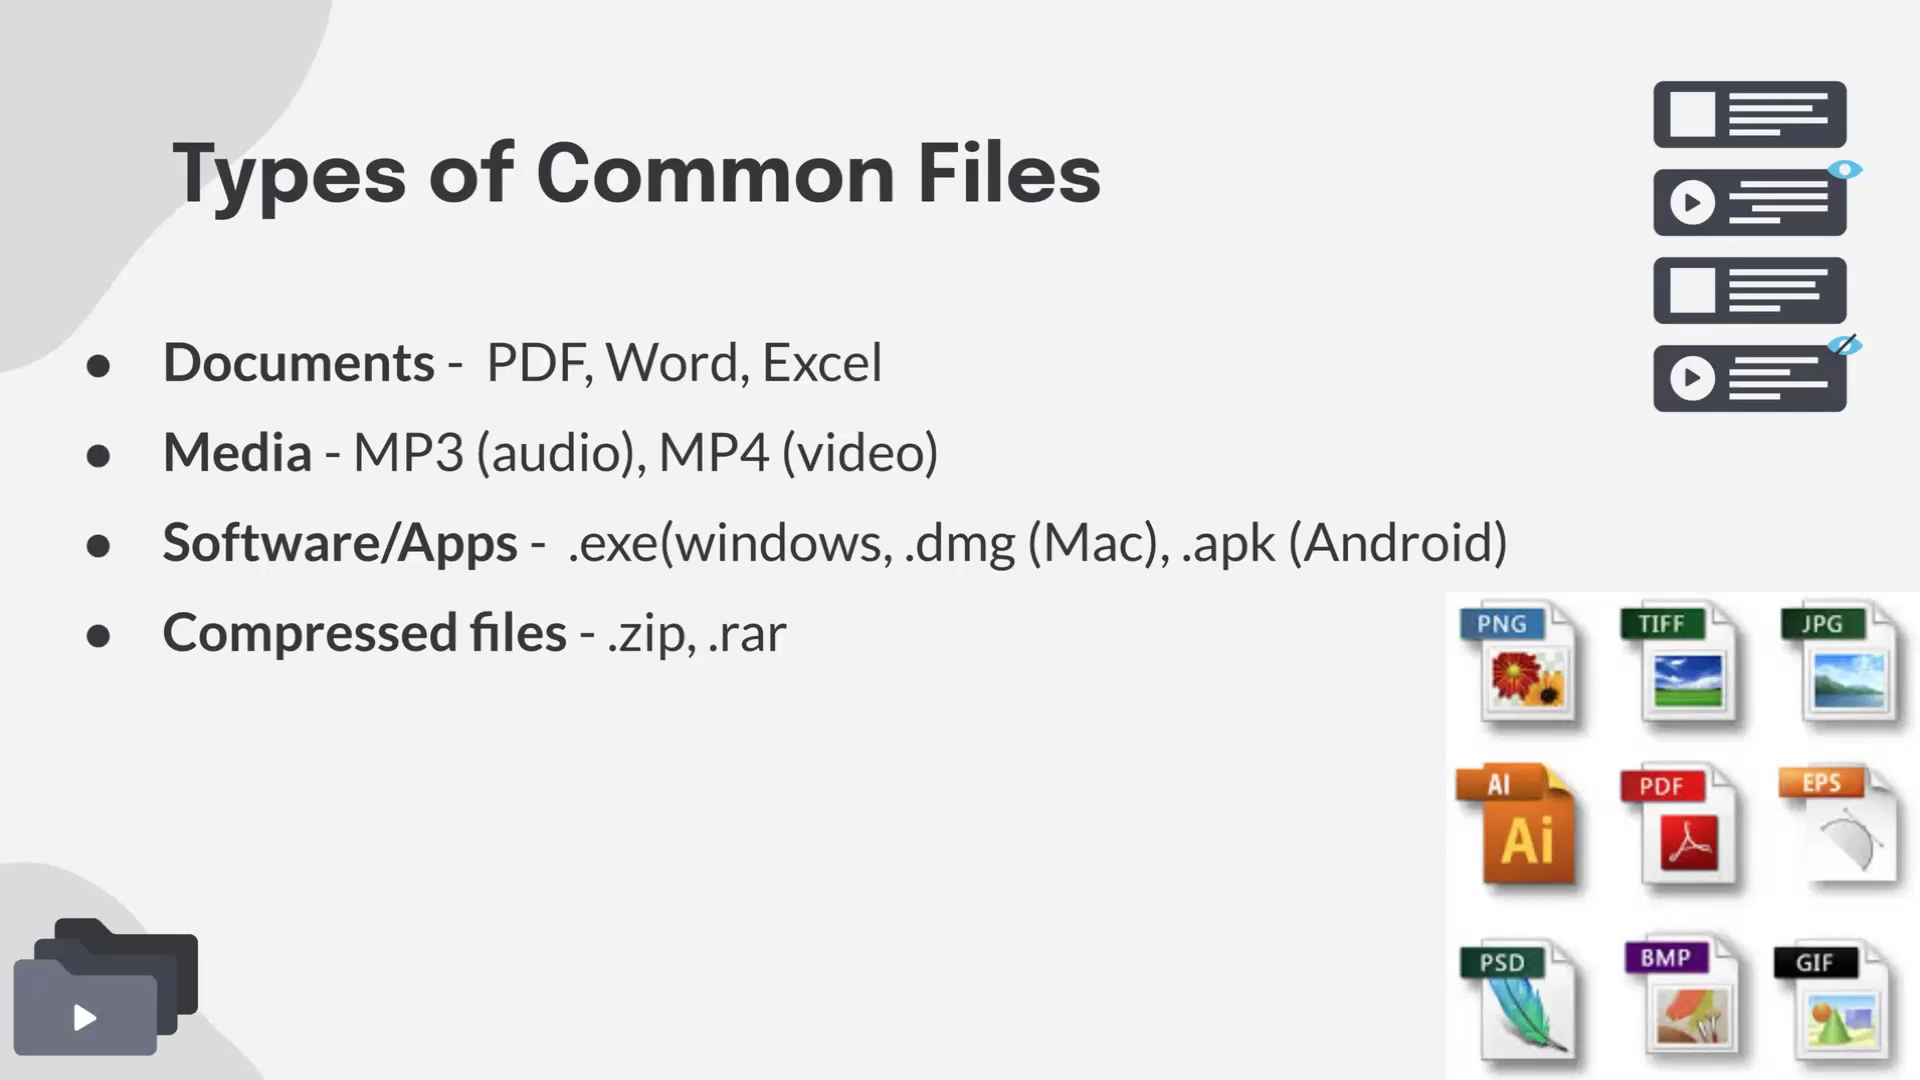 Types of Common Files
● Documents - PDF, Word, Excel
● Media - MP3 (audio), MP4 (video)
● Software/Apps - .exe(windows, .dmg (Mac), .apk (Android)
● Compressed files - .zip, .rar
PNG TIFF JPG
AI PDF EPS
Ai
PSD BMP GIF